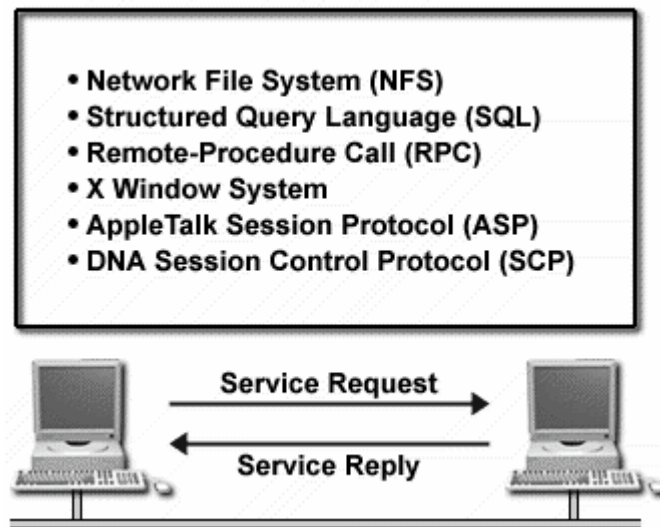 • Network File System (NFS)
• Structured Query Language (SQL)
• Remote-Procedure Call (RPC)
• X Window System
• AppleTalk Session Protocol (ASP)
• DNA Session Control Protocol (SCP)
Service Request
Service Reply